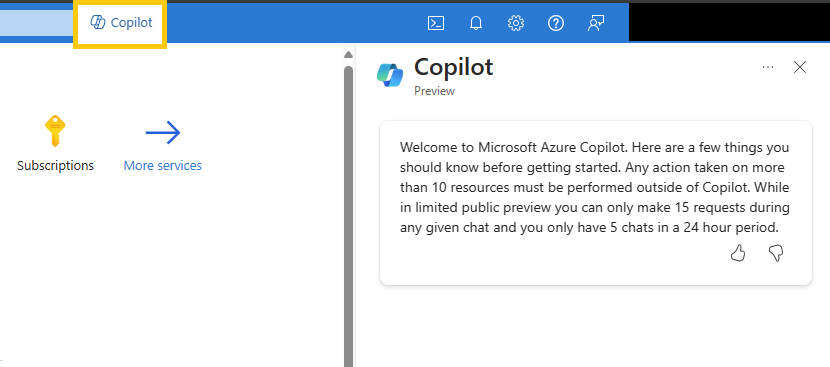 Copilot
Copilot
Preview
Subscriptions
More services
Welcome to Microsoft Azure Copilot. Here are a few things you
should know before getting started. Any action taken on more
than 10 resources must be performed outside of Copilot. While
in limited public preview you can only make 15 requests during
any given chat and you only have 5 chats in a 24 hour period.